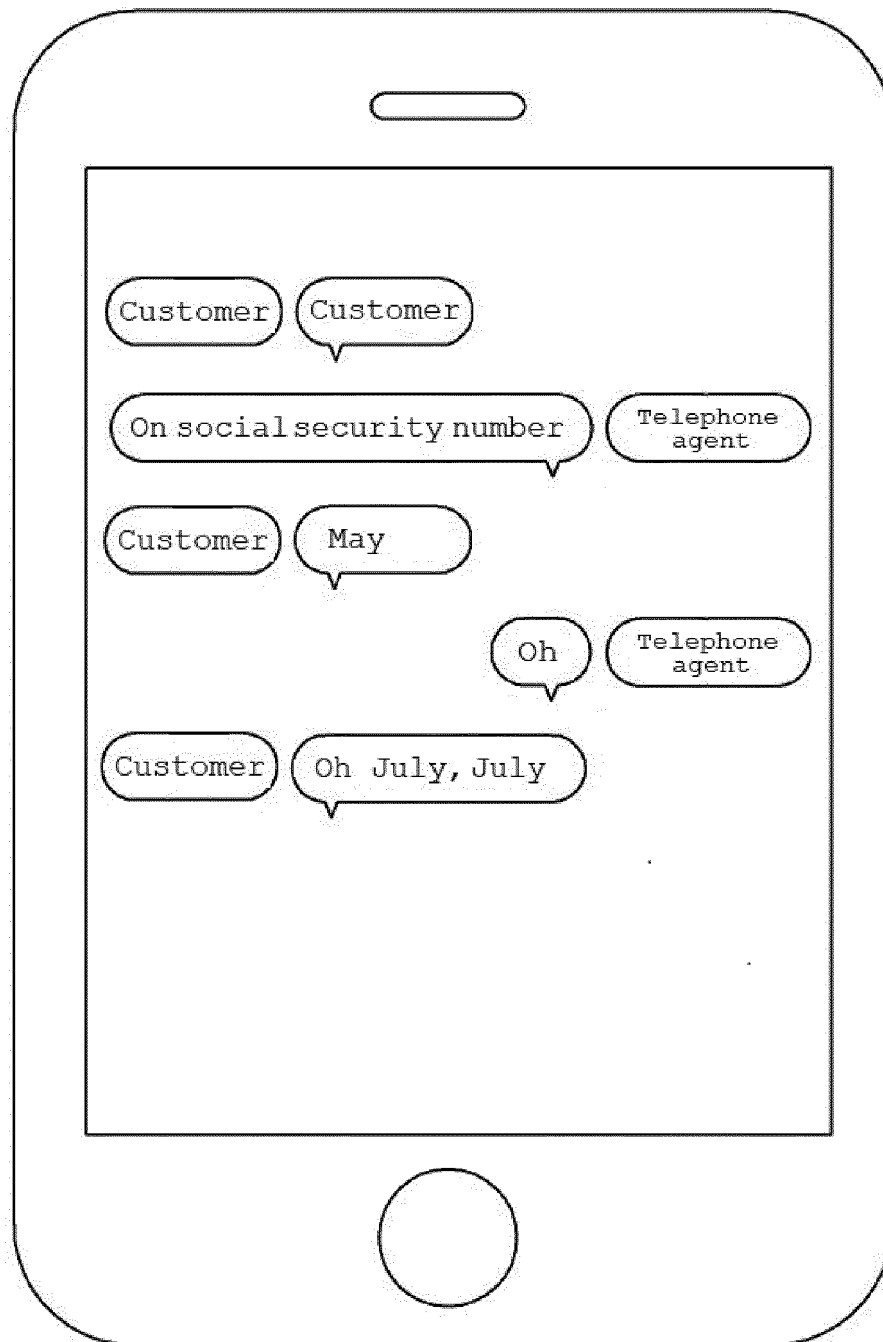 Customer Customer
On social security number Telephone
agent
Customer May
Oh Telephone
agent
Customer Oh July, July